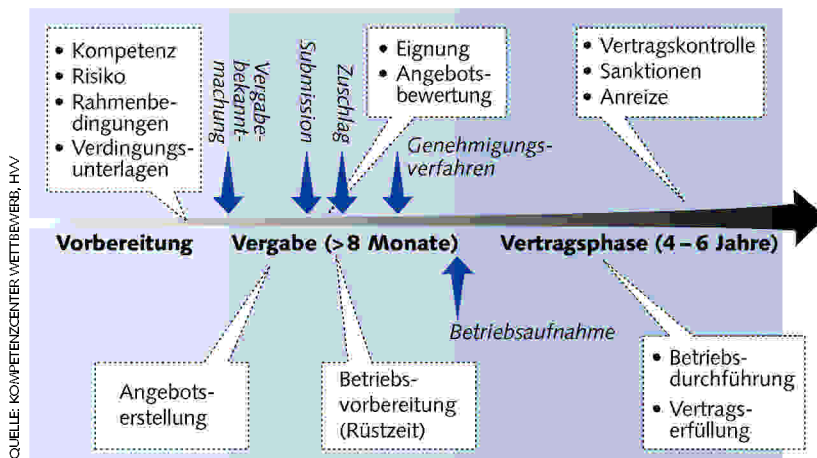 • Kompetenz
• Risiko
• Rahmenbe-
dingungen
• Verdingungs-
unterlagen
Vergabe-
bekannt-
machung
Submission
Zuschlag
• Eignung
• Angebots-
bewertung
Genehmigungs-
verfahren
• Vertragskontrolle
• Sanktionen
• Anreize
Vorbereitung
Vergabe (>8 Monate)
Vertragsphase (4–6 Jahre)
Betriebsaufnahme
Angebots-
erstellung
Betriebs-
vorbereitung
(Rüstzeit)
• Betriebs-
durchführung
• Vertrags-
erfüllung
QUELLE: KOMPETENZCENTER WETTBEWERB, HVV